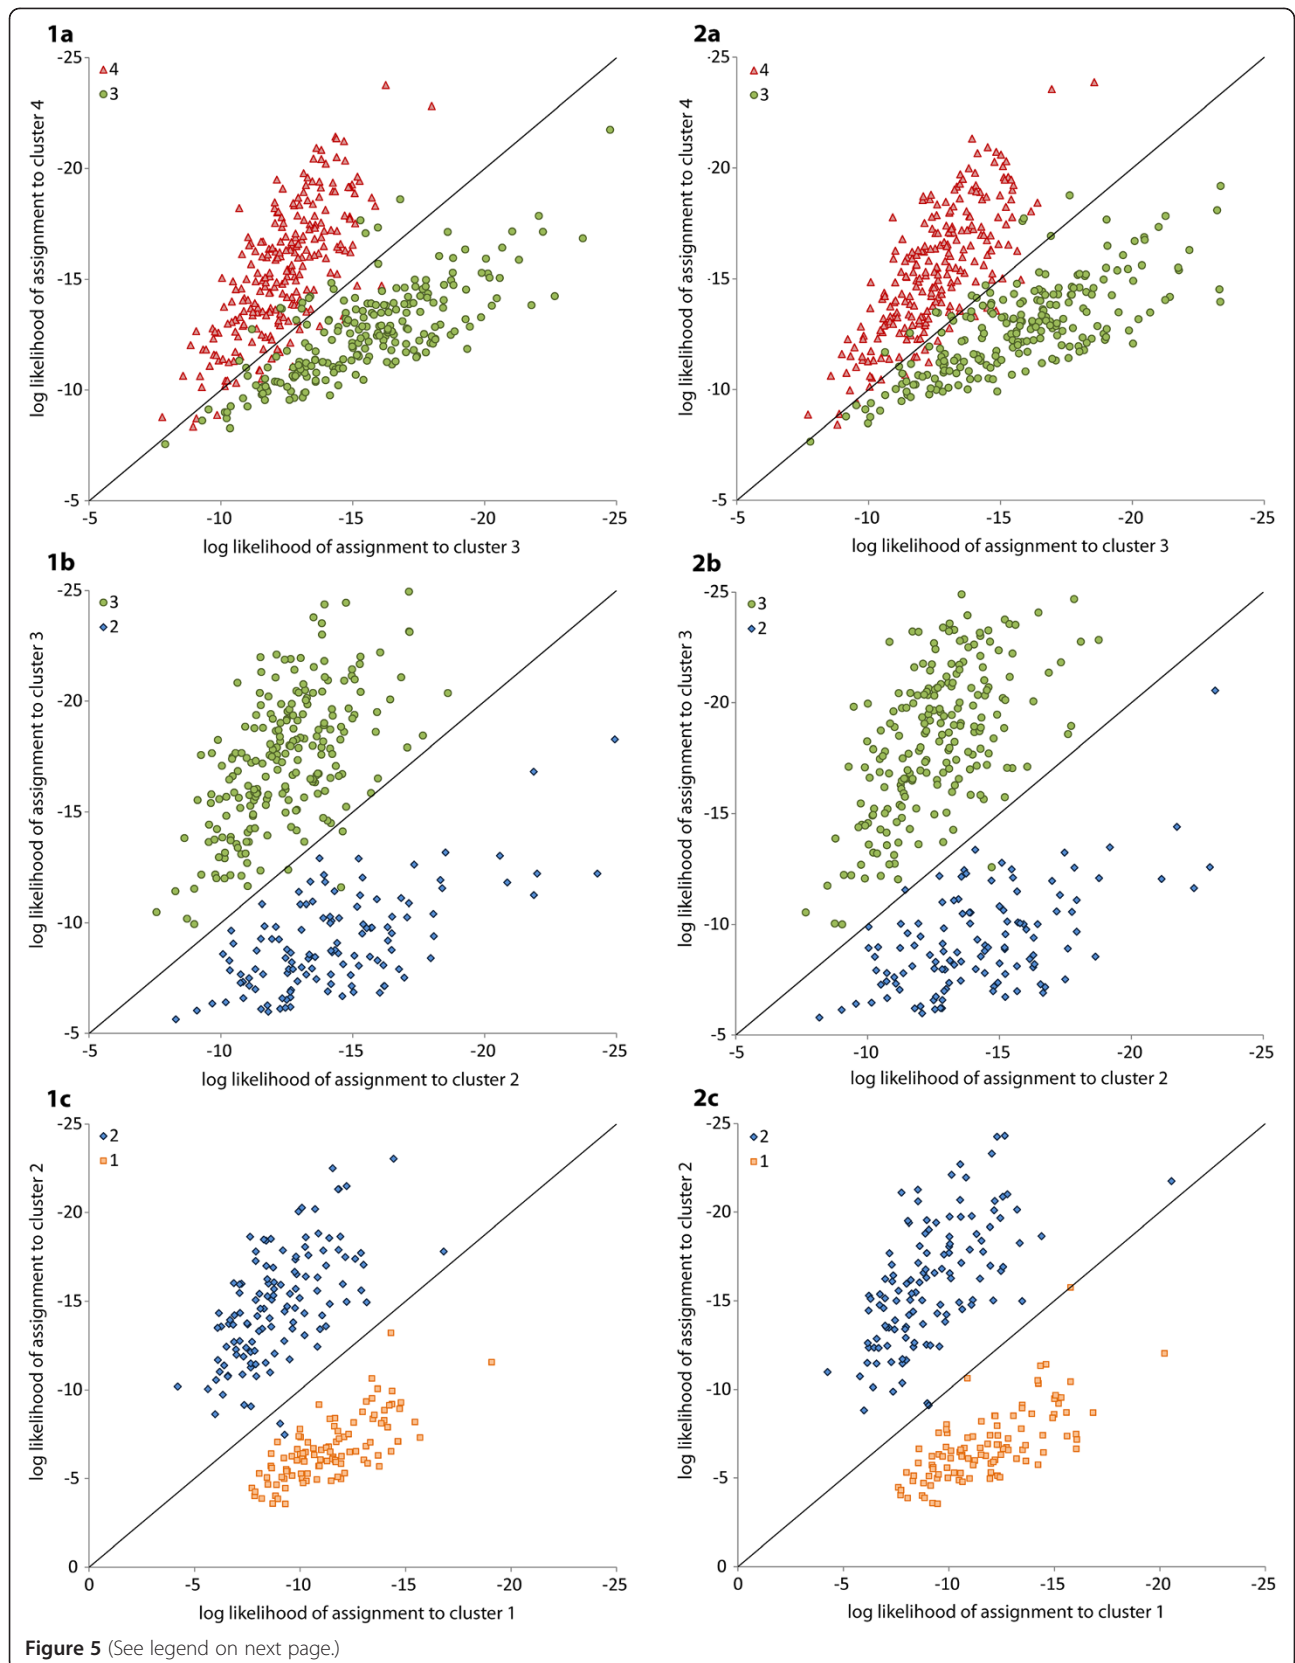 1a
-25
-20
-15
-10
-5
-5 -10 -15 -20 -25
4
3
log likelihood of assignment to cluster 4
log likelihood of assignment to cluster 3
2a
-25
-20
-15
-10
-5
-5 -10 -15 -20 -25
4
3
log likelihood of assignment to cluster 4
log likelihood of assignment to cluster 3
1b
-25
-20
-15
-10
-5
-5 -10 -15 -20 -25
3
2
log likelihood of assignment to cluster 3
log likelihood of assignment to cluster 2
2b
-25
-20
-15
-10
-5
-5 -10 -15 -20 -25
3
2
log likelihood of assignment to cluster 3
log likelihood of assignment to cluster 2
1c
-25
-20
-15
-10
-5
0
0 -5 -10 -15 -20 -25
2
1
log likelihood of assignment to cluster 2
log likelihood of assignment to cluster 1
2c
-25
-20
-15
-10
-5
0
0 -5 -10 -15 -20 -25
2
1
log likelihood of assignment to cluster 2
log likelihood of assignment to cluster 1
Figure 5 (See legend on next page.)